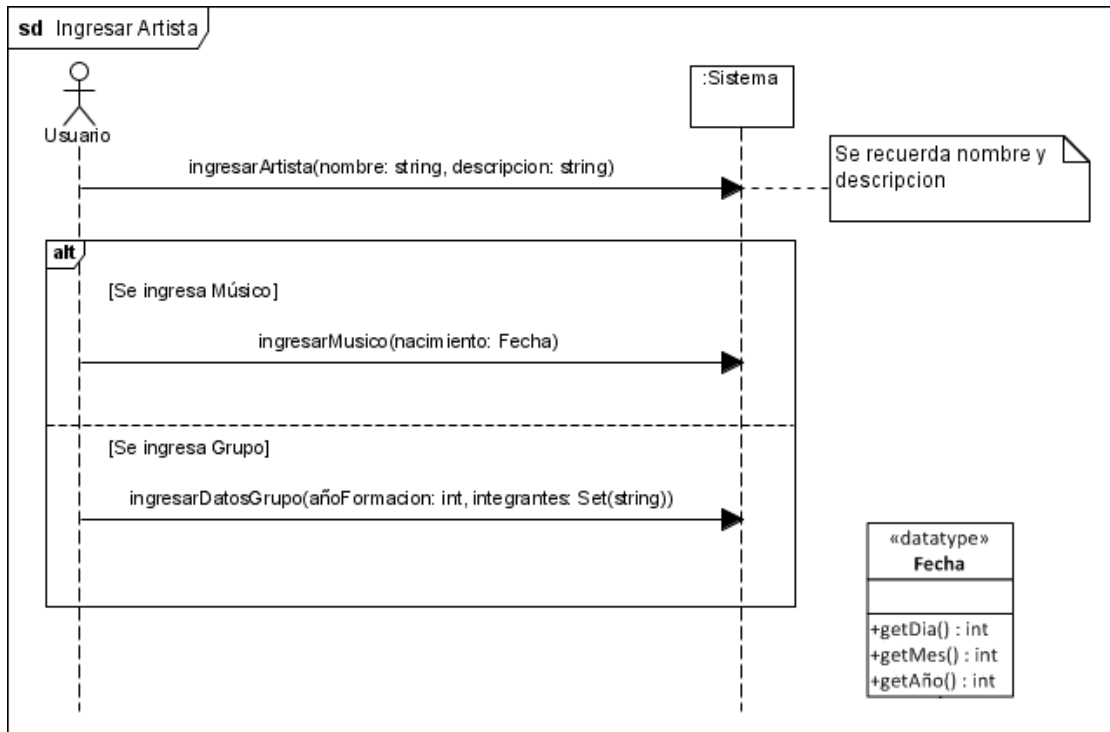 sd Ingresar Artista
:Sistema
Usuario
Se recuerda nombre y
descripcion
ingresarArtista(nombre: string, descripcion: string)
alt
[Se ingresa Músico]
ingresarMusico(nacimiento: Fecha)
[Se ingresa Grupo]
ingresarDatosGrupo(añoFormacion: int, integrantes: Set(string))
«datatype»
Fecha
+getDia() : int
+getMes() : int
+getAño() : int